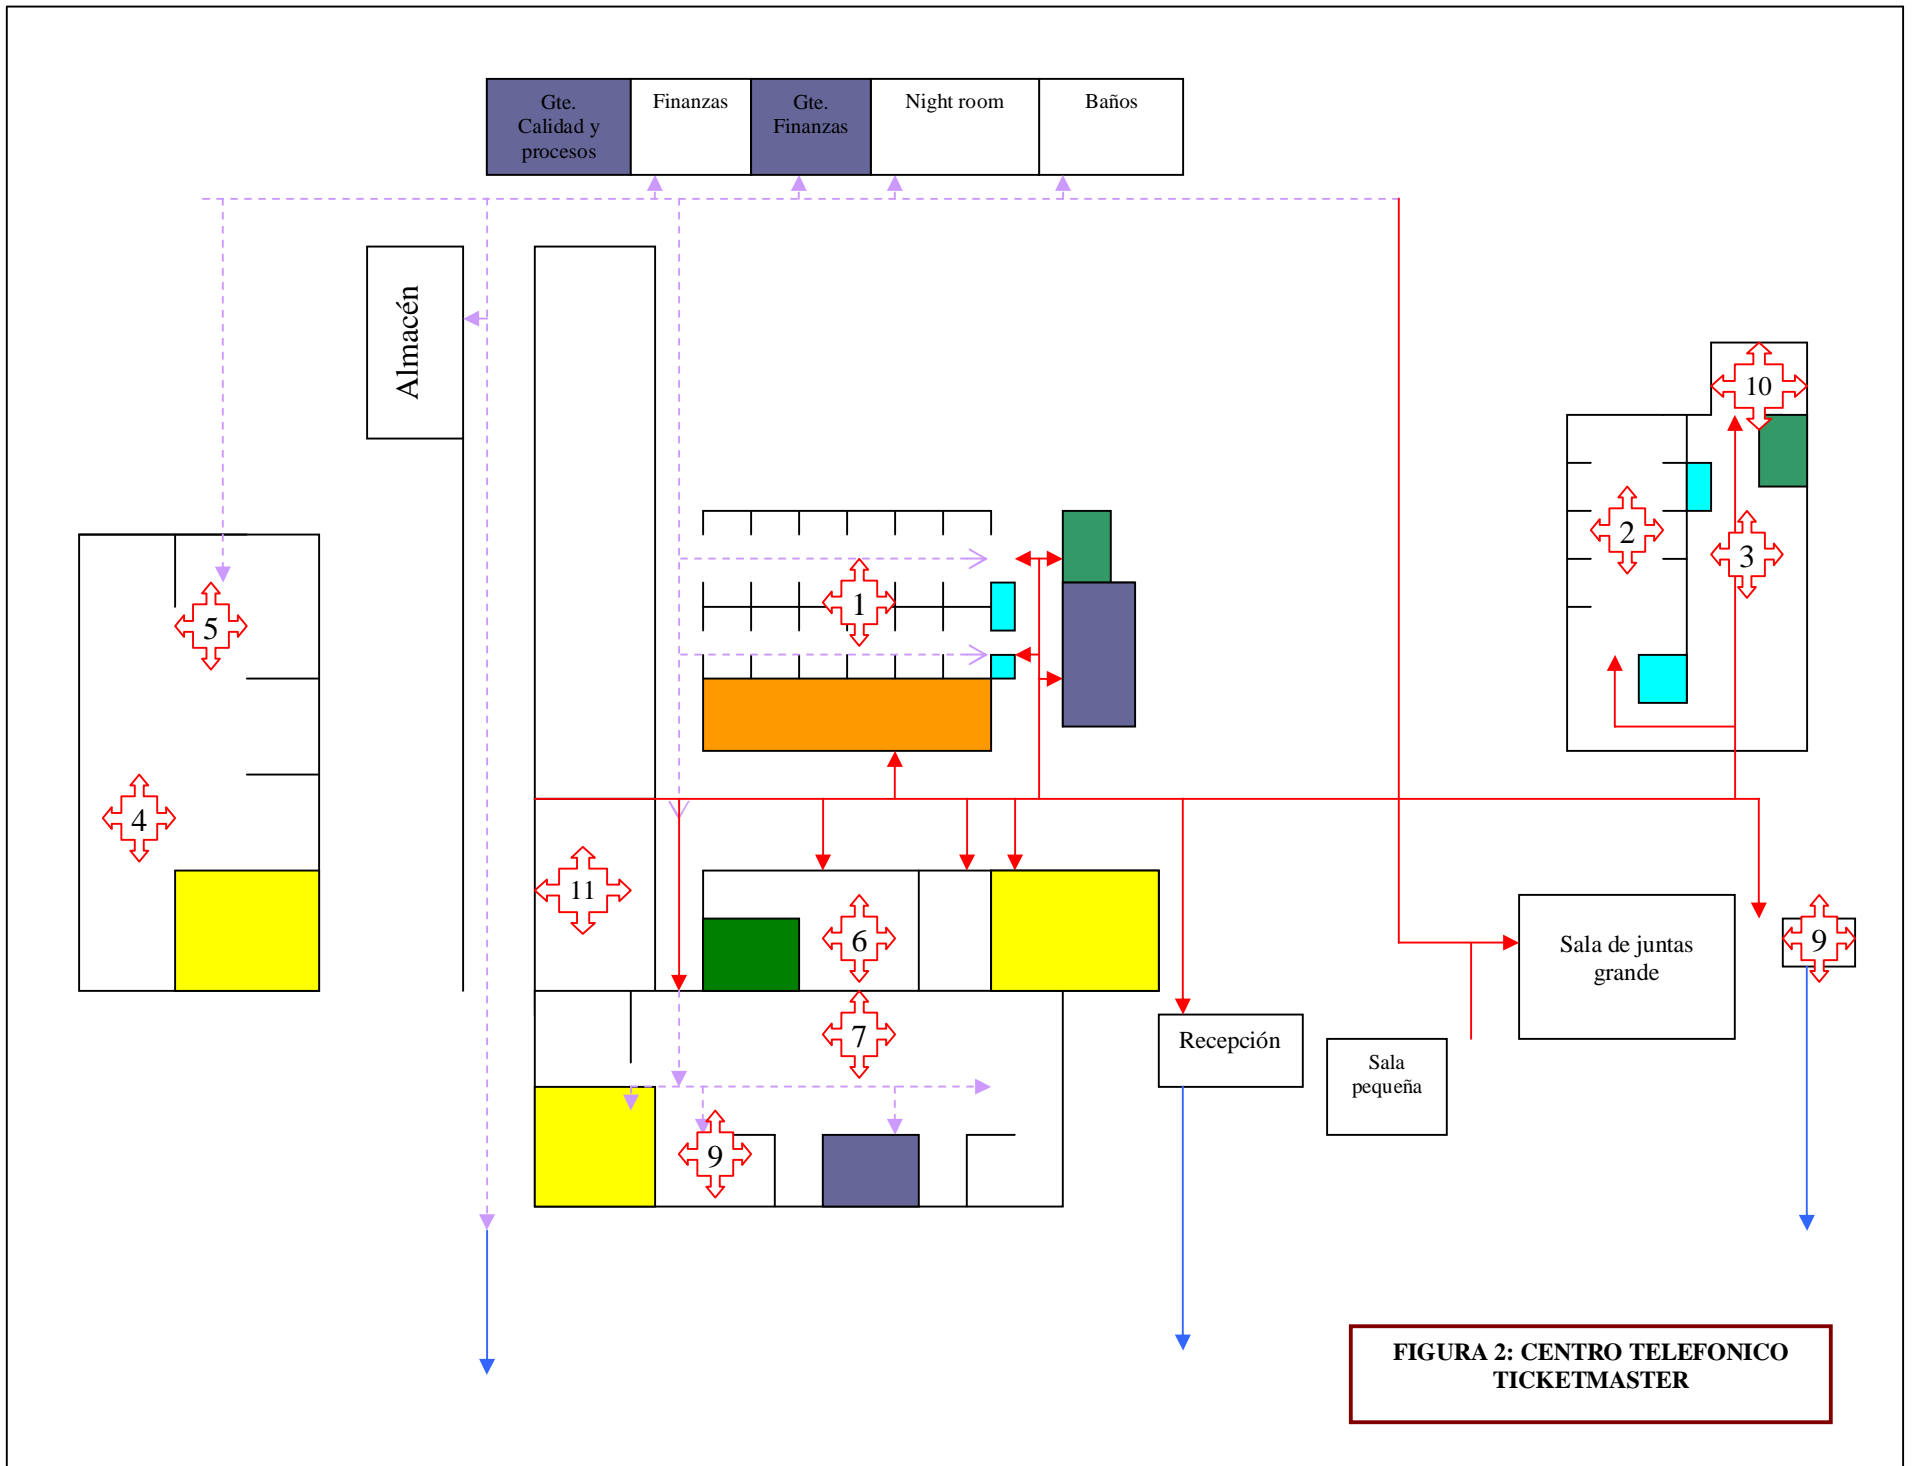 Gte.
Calidad y
procesos
Finanzas
Gte.
Finanzas
Night room
Baños
Almacén
10
2
3
1
5
4
11
6
9
Sala de juntas
grande
7
Recepción
Sala
pequeña
9
FIGURA 2: CENTRO TELEFONICO
TICKETMASTER